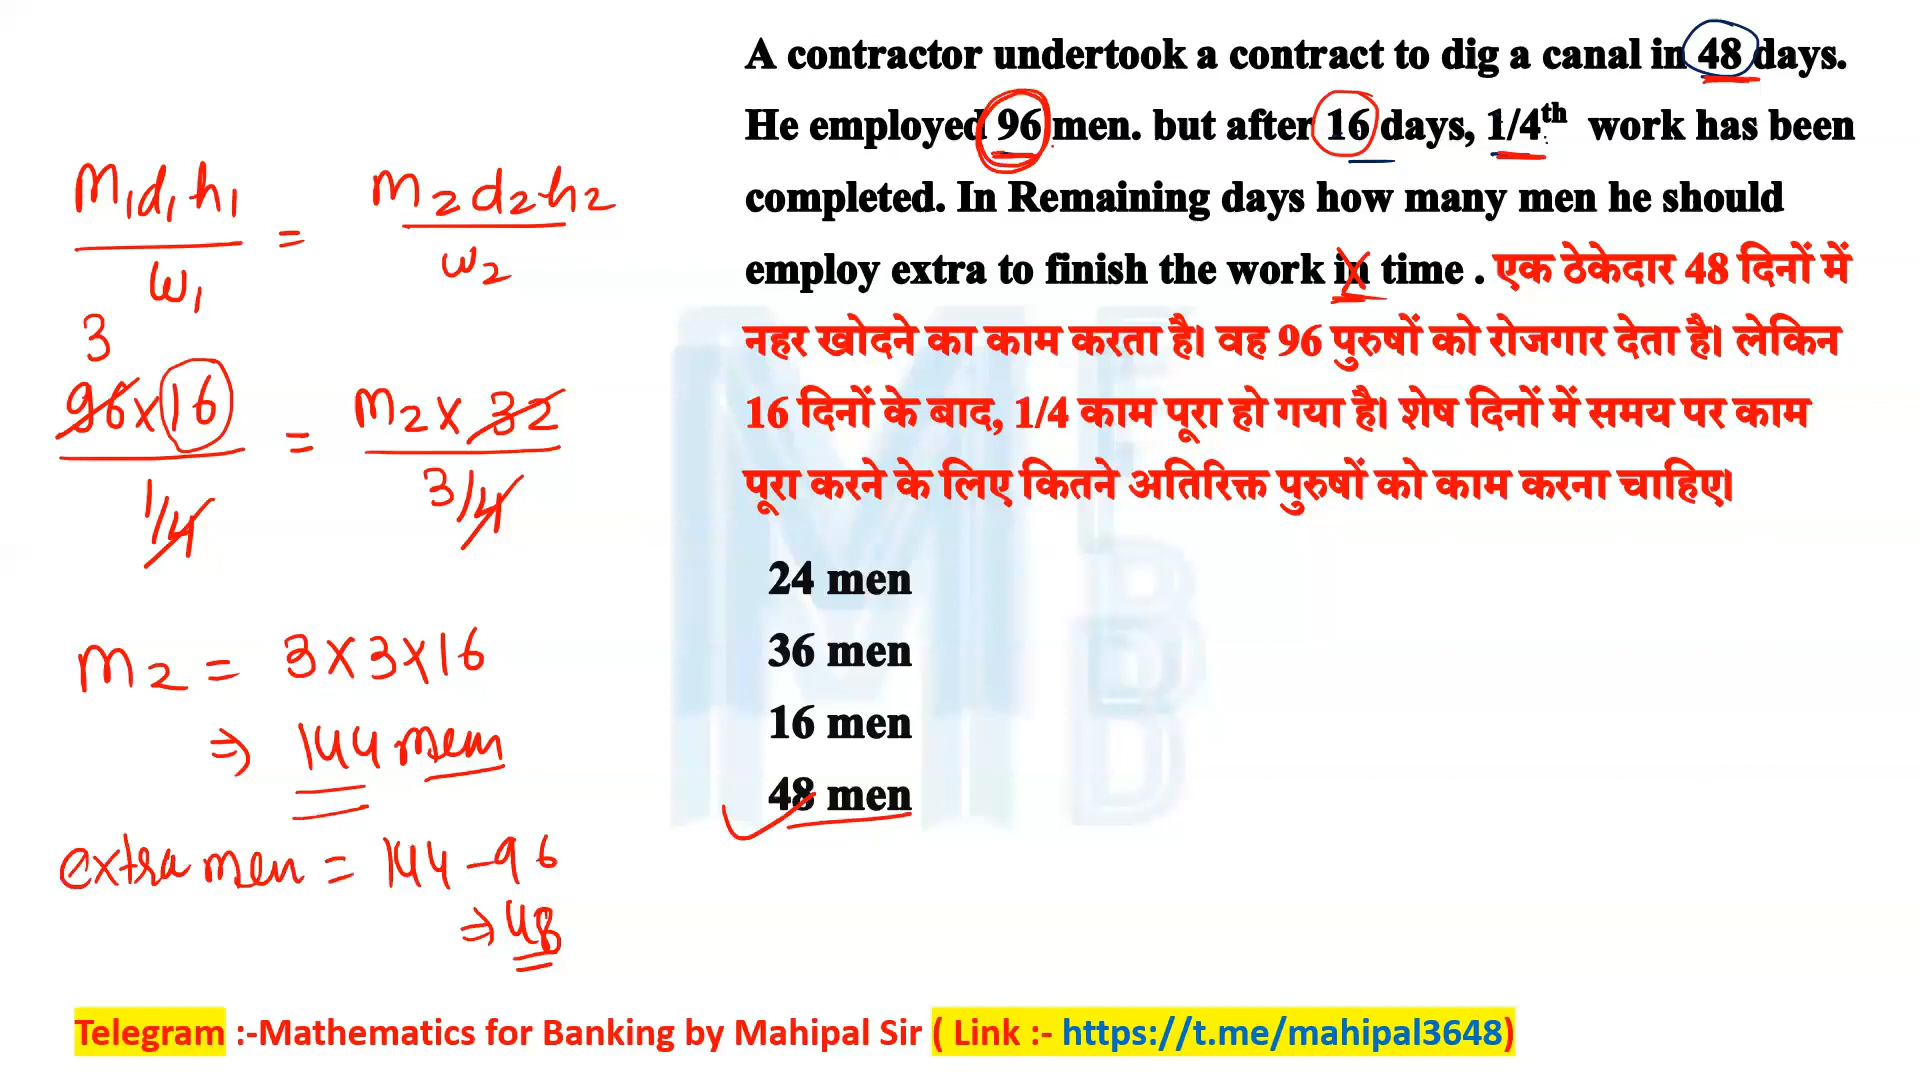 A contractor undertook a contract to dig a canal in 48 days.
He employed 96 men. but after 16 days, 1/4th work has been
completed. In Remaining days how many men he should
employ extra to finish the work in time . एक ठेकेदार 48 दिनों में
नहर खोदने का काम करता है। वह 96 पुरुषों को रोजगार देता है। लेकिन
16 दिनों के बाद, 1/4 काम पूरा हो गया है। शेष दिनों में समय पर काम
पूरा करने के लिए कितने अतिरिक्त पुरुषों को काम करना चाहिए।
24 men
36 men
16 men
48 men
M1d1h1 / w1 = M2d2h2 / w2
3
96x16 / 1/4 = M2 x 32 / 3/4
M2 = 3x3x16
⇒ 144 men
extra men = 144 - 96
⇒ 48
Telegram :-Mathematics for Banking by Mahipal Sir ( Link :- https://t.me/mahipal3648)